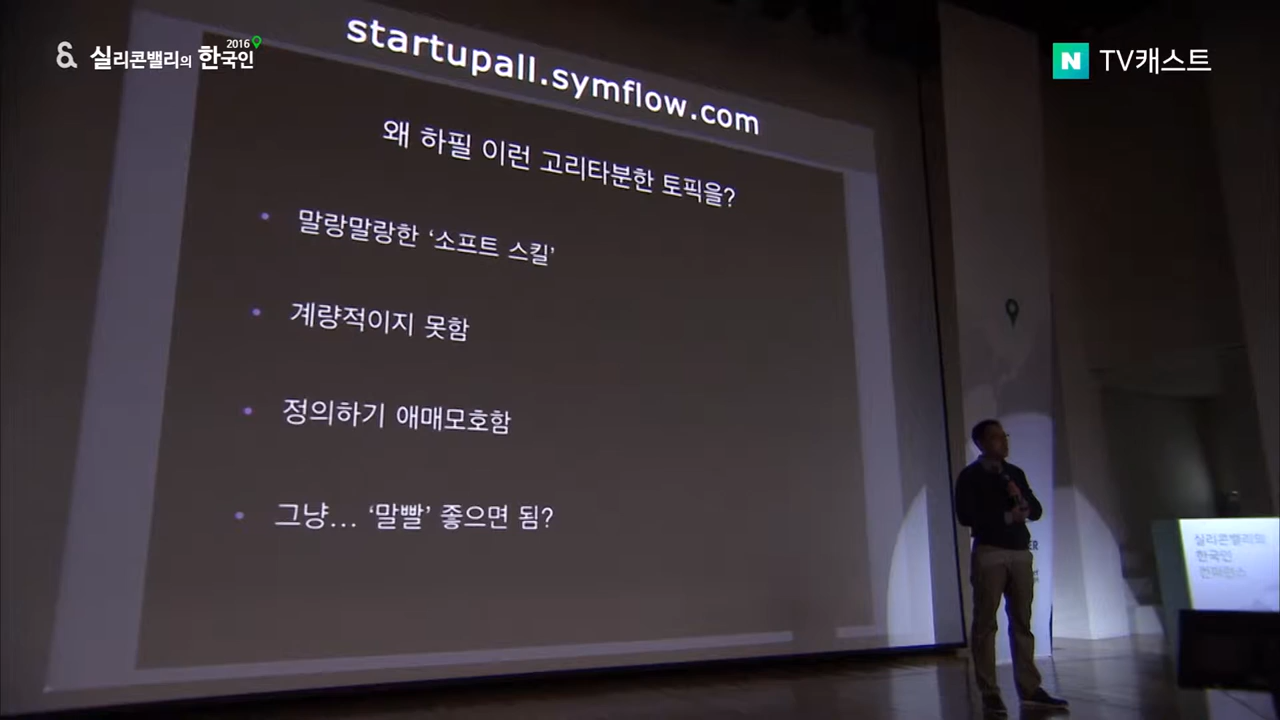 & 실리콘밸리의 한국인 2016
N TV캐스트
startupall.symflow.com
왜 하필 이런 고리타분한 토픽을?
• 말랑말랑한 ‘소프트 스킬’
• 계량적이지 못함
• 정의하기 애매모호함
• 그냥... ‘말빨’ 좋으면 됨?
실리콘밸리의
한국인
컨퍼런스